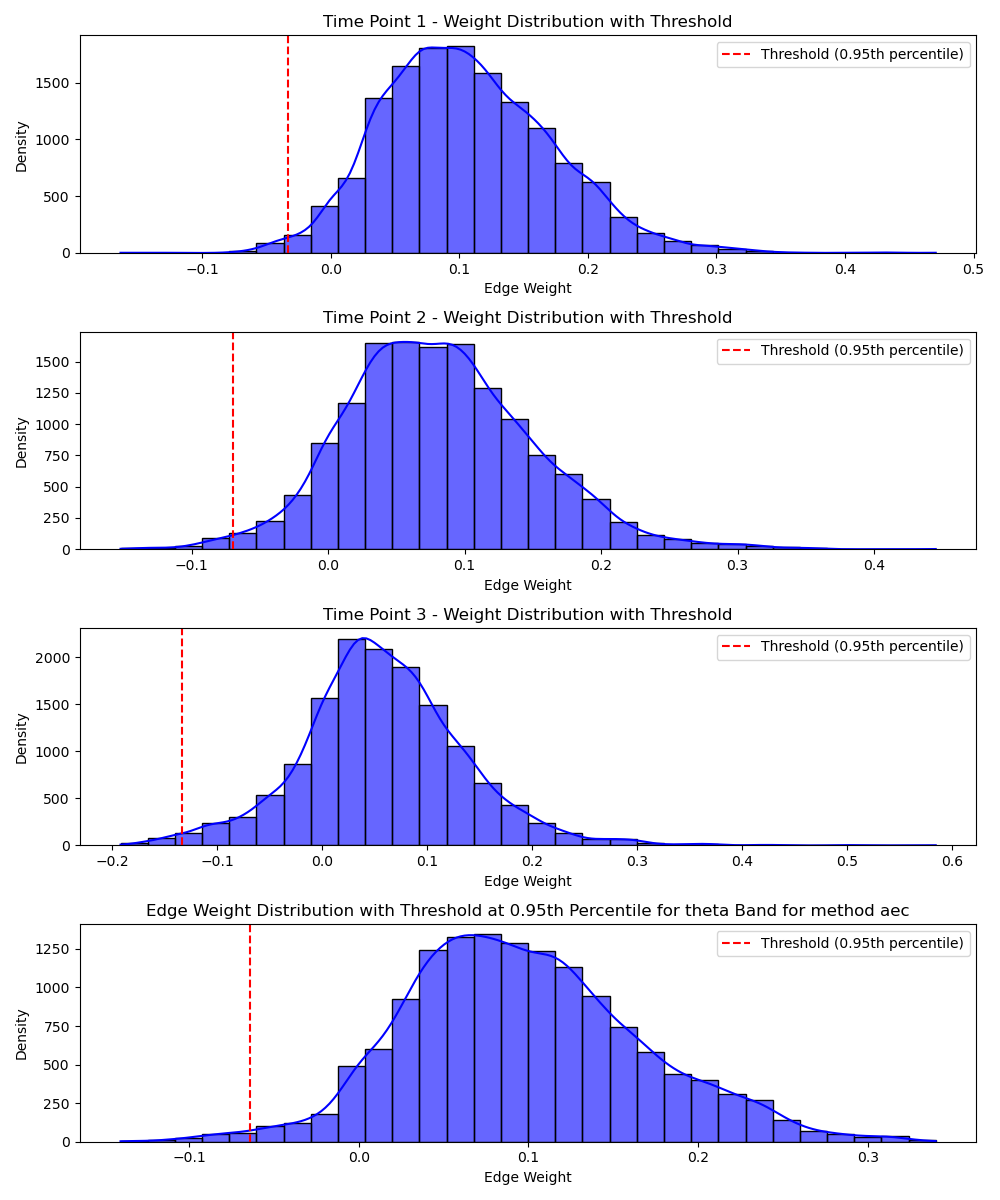 Time Point 1 - Weight Distribution with Threshold
Threshold (0.95th percentile)
Density
1500
1000
500
0
−0.1 0.0 0.1 0.2 0.3 0.4 0.5
Edge Weight
Time Point 2 - Weight Distribution with Threshold
Threshold (0.95th percentile)
Density
1500
1250
1000
750
500
250
0
−0.1 0.0 0.1 0.2 0.3 0.4
Edge Weight
Time Point 3 - Weight Distribution with Threshold
Threshold (0.95th percentile)
Density
2000
1500
1000
500
0
−0.2 −0.1 0.0 0.1 0.2 0.3 0.4 0.5 0.6
Edge Weight
Edge Weight Distribution with Threshold at 0.95th Percentile for theta Band for method aec
Threshold (0.95th percentile)
Density
1250
1000
750
500
250
0
−0.1 0.0 0.1 0.2 0.3
Edge Weight